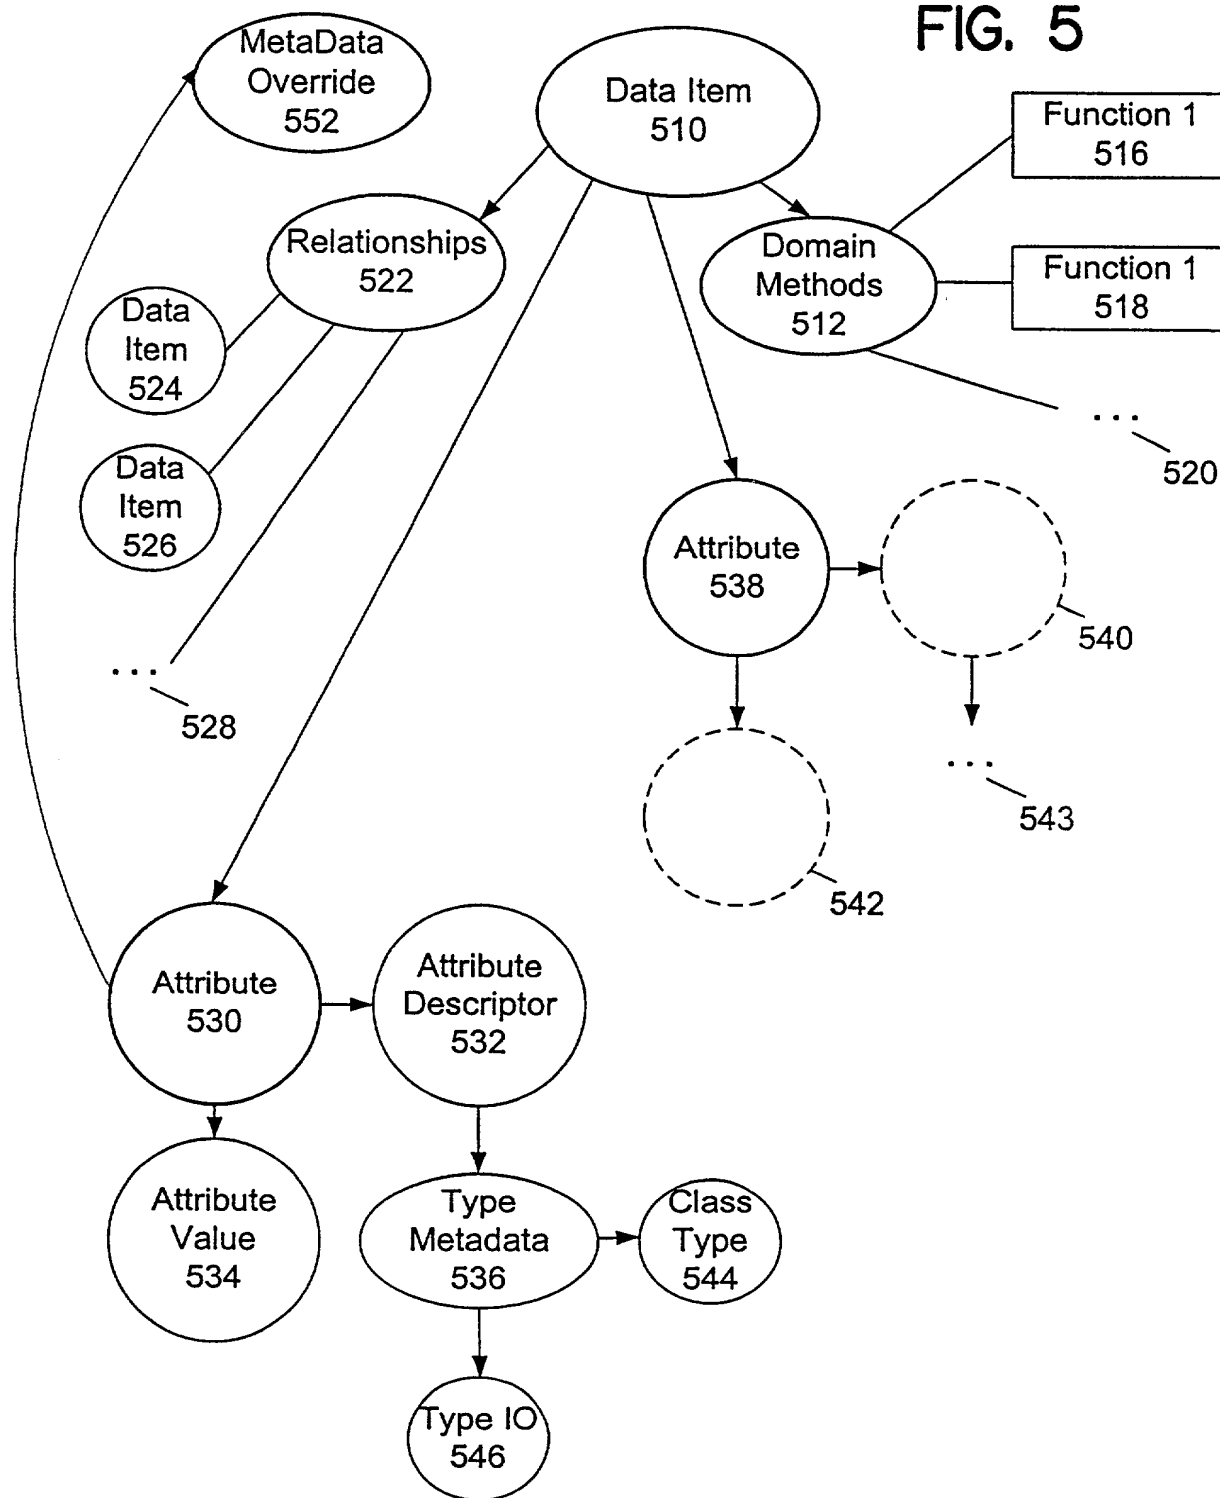 FIG. 5
MetaData
Override
552
Data Item
510
Function 1
516
Relationships
522
Domain
Methods
512
Function 1
518
Data
Item
524
...
520
Data
Item
526
Attribute
538
540
...
528
...
543
542
Attribute
530
Attribute
Descriptor
532
Attribute
Value
534
Type
Metadata
536
Class
Type
544
Type IO
546